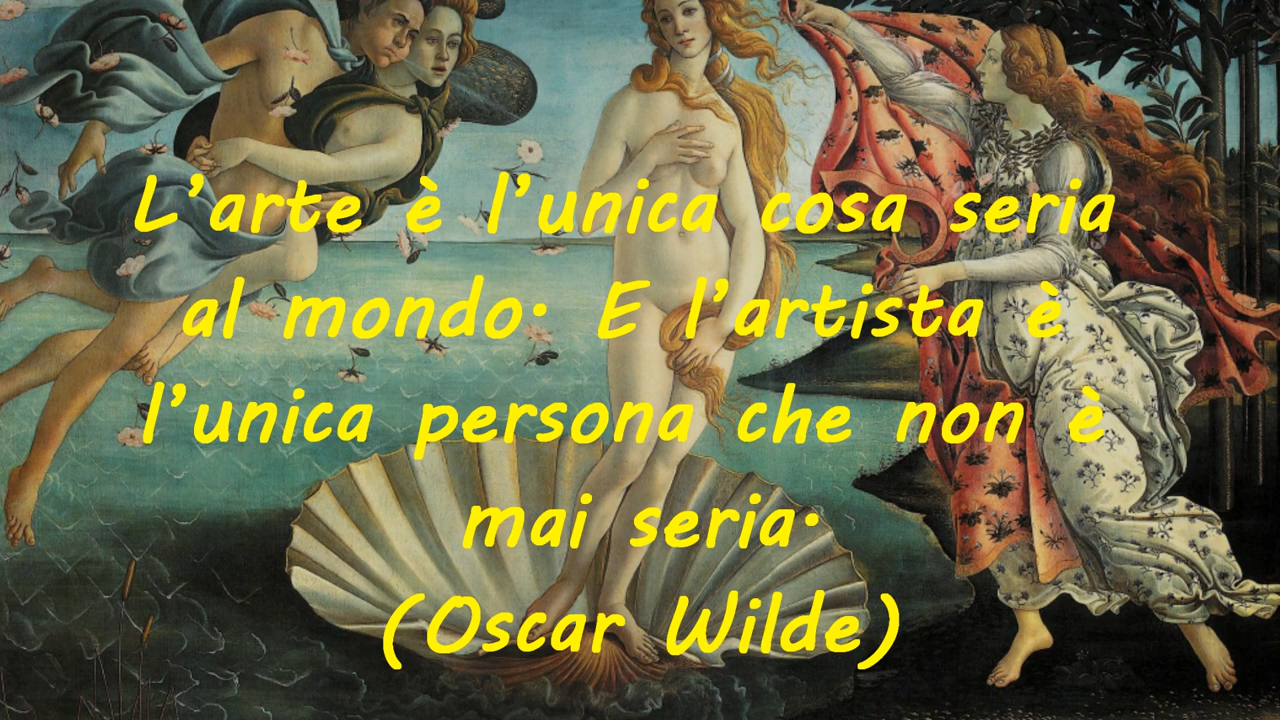 L’arte è l’unica cosa seria
al mondo. E l’artista è
l’unica persona che non è
mai seria.
(Oscar Wilde)